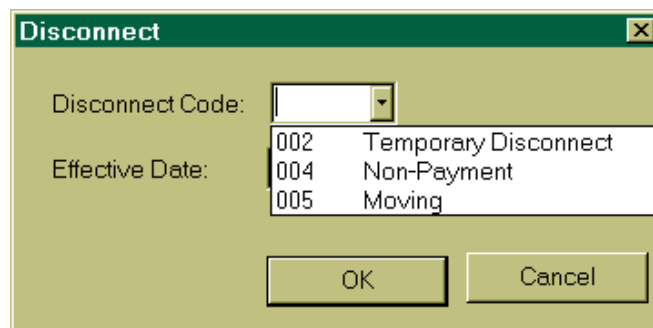 Disconnect
Disconnect Code:
002 Temporary Disconnect
Effective Date:
004 Non-Payment
005 Moving
OK
Cancel